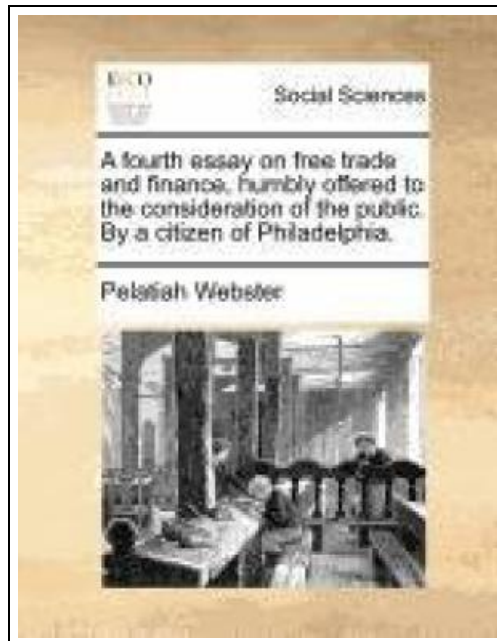 ECCO
Social Sciences
A fourth essay on free trade
and finance, humbly offered to
the consideration of the public.
By a citizen of Philadelphia.
Pelatiah Webster